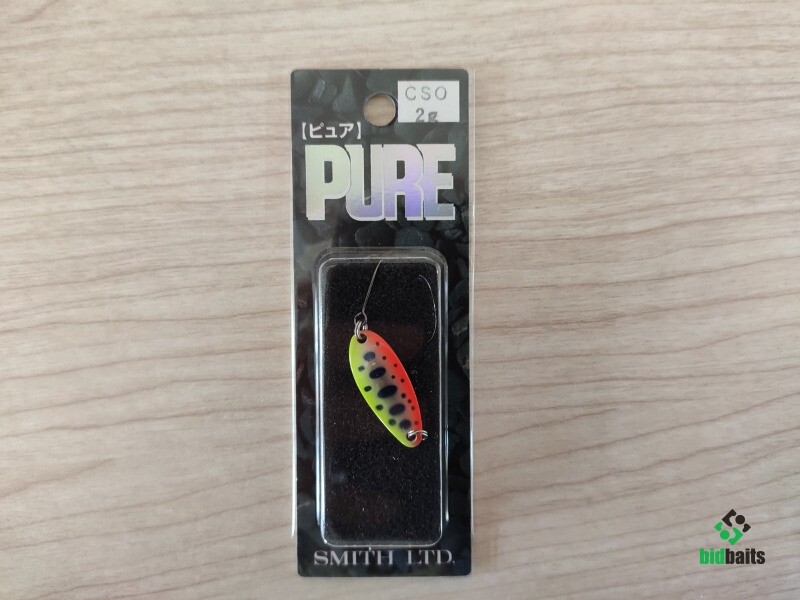 CSO
2g
【ピュア】
PURE
SMITH LTD.
bidbaits